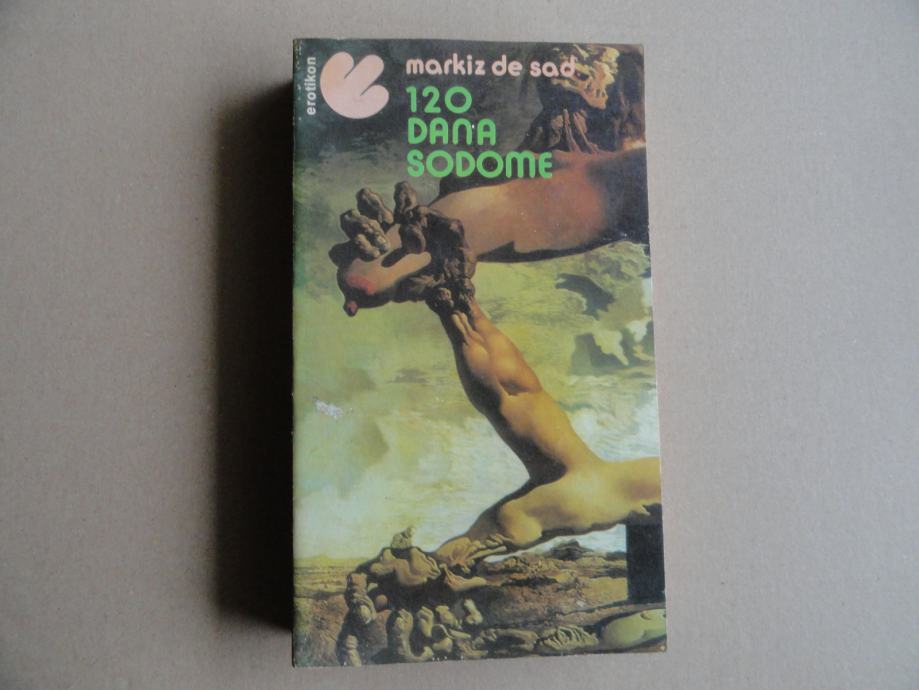 erotikon
markiz de sad
120
DANA
SODOME